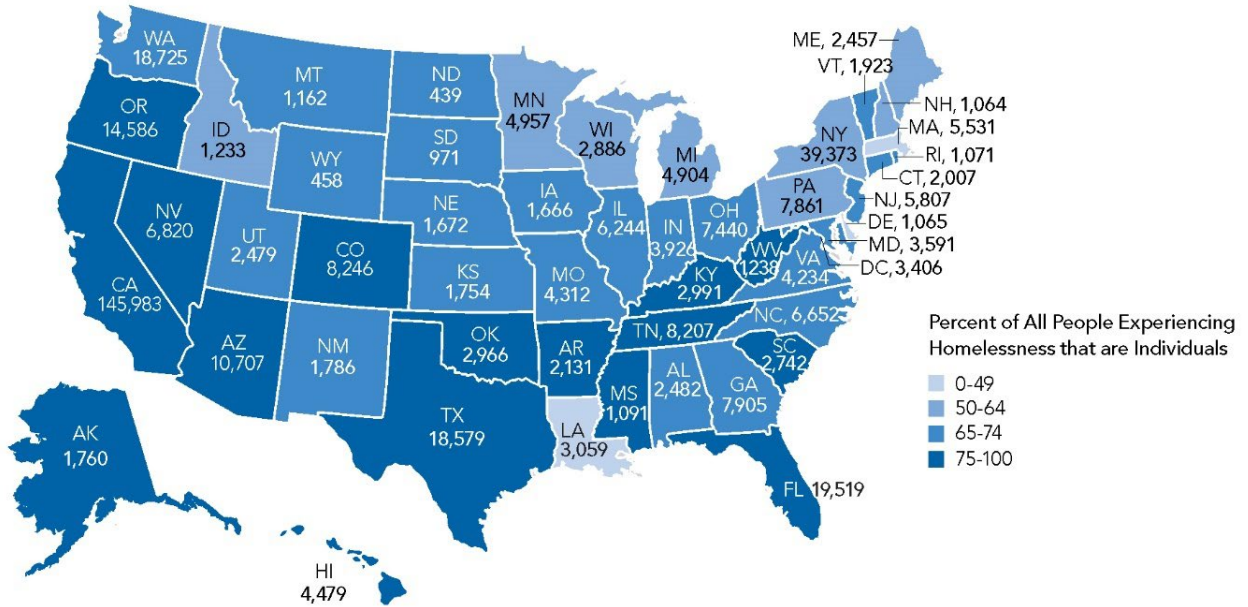 WA
18,725
MT
1,162
ND
439
MN
4,957
ME, 2,457
VT, 1,923
NH, 1,064
MA, 5,531
RI, 1,071
CT, 2,007
NJ, 5,807
DE, 1,065
MD, 3,591
DC, 3,406
OR
14,586
ID
1,233
WY
458
SD
971
WI
2,886
MI
4,904
NY
39,373
PA
7,861
NV
6,820
UT
2,479
CO
8,246
NE
1,672
IA
1,666
IL
6,244
IN
3,926
OH
7,440
WV
1238
VA
4,234
CA
145,983
KS
1,754
MO
4,312
KY
2,991
NC, 6,652
TN, 8,207
AZ
10,707
NM
1,786
OK
2,966
AR
2,131
SC
2,742
MS
1,091
AL
2,482
GA
7,905
TX
18,579
LA
3,059
FL 19,519
AK
1,760
HI
4,479
Percent of All People Experiencing
Homelessness that are Individuals
0-49
50-64
65-74
75-100